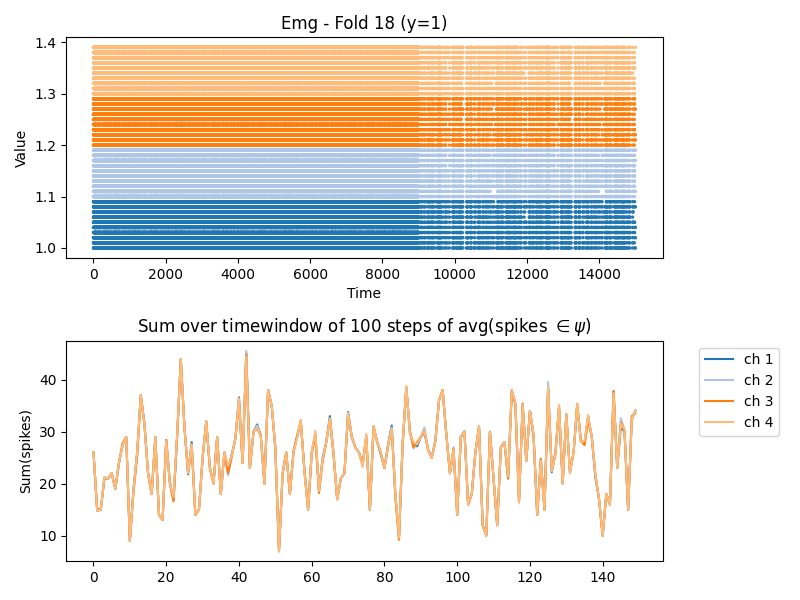 Emg - Fold 18 (y=1)
Value
1.4
1.3
1.2
1.1
1.0
0 2000 4000 6000 8000 10000 12000 14000
Time
Sum over timewindow of 100 steps of avg(spikes ∈ ψ)
Sum(spikes)
40
30
20
10
0 20 40 60 80 100 120 140
ch 1
ch 2
ch 3
ch 4